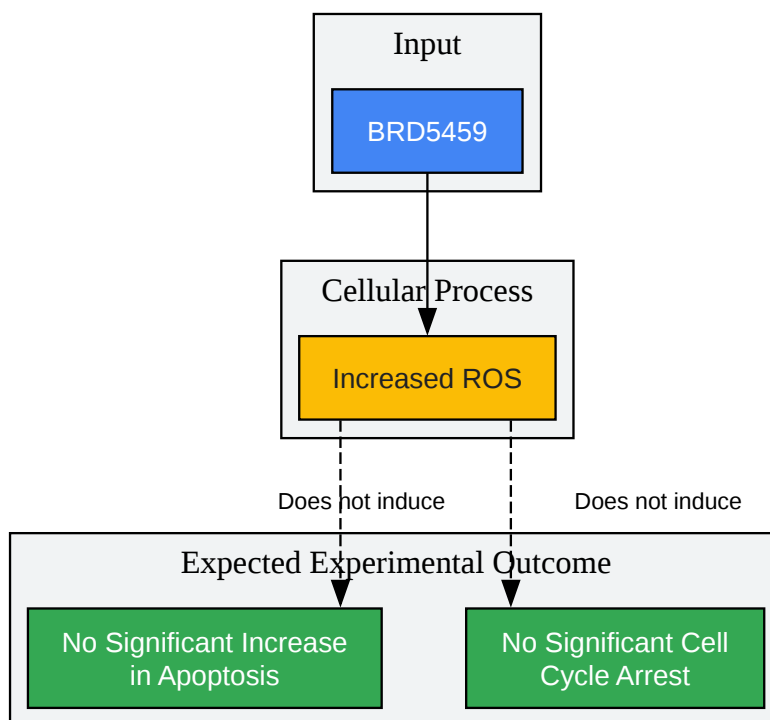 Input
BRD5459
Cellular Process
Increased ROS
Does not induce
Does not induce
Expected Experimental Outcome
No Significant Increase
in Apoptosis
No Significant Cell
Cycle Arrest